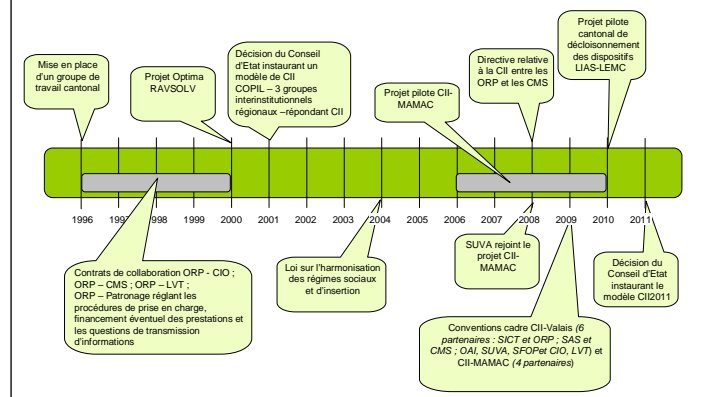 Mise en place
d'un groupe de
travail cantonal
Projet Optima
RAVSOLV
Décision du Conseil
d'Etat instaurant un
modèle de CII
COPIL – 3 groupes
interinstitutionnels
régionaux –répondant CII
Projet pilote CII-
MAMAC
Directive relative
à la CII entre les
ORP et les CMS
Projet pilote
cantonal de
décloisonnement
des dispositifs
LIAS-LEMC
1996 1997 1998 1999 2000 2001 2002 2003 2004 2005 2006 2007 2008 2009 2010 2011
Contrats de collaboration ORP - CIO ;
ORP – CMS ; ORP – LVT ;
ORP – Patronage réglant les
procédures de prise en charge,
financement éventuel des prestations et
les questions de transmission
d'informations
Loi sur l'harmonisation
des régimes sociaux
et d'insertion
SUVA rejoint le
projet CII-
MAMAC
Conventions cadre CII-Valais (6
partenaires : SICT et ORP ; SAS et
CMS ; OAI, SUVA, SFOPet CIO, LVT) et
CII-MAMAC (4 partenaires)
Décision du
Conseil d'Etat
instaurant le
modèle CII2011